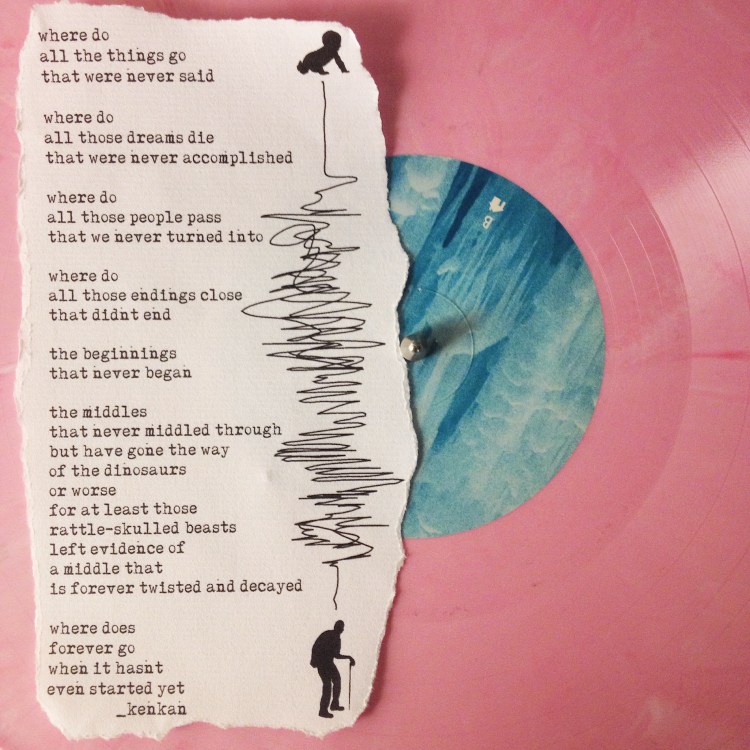 where do
all the things go
that were never said
where do
all those dreams die
that were never accomplished
where do
all those people pass
that we never turned into
where do
all those endings close
that didnt end
the beginnings
that never began
the middles
that never middled through
but have gone the way
of the dinosaurs
or worse
for at least those
rattle-skulled beasts
left evidence of
a middle that
is forever twisted and decayed
where does
forever go
when it hasnt
even started yet
_kenkan